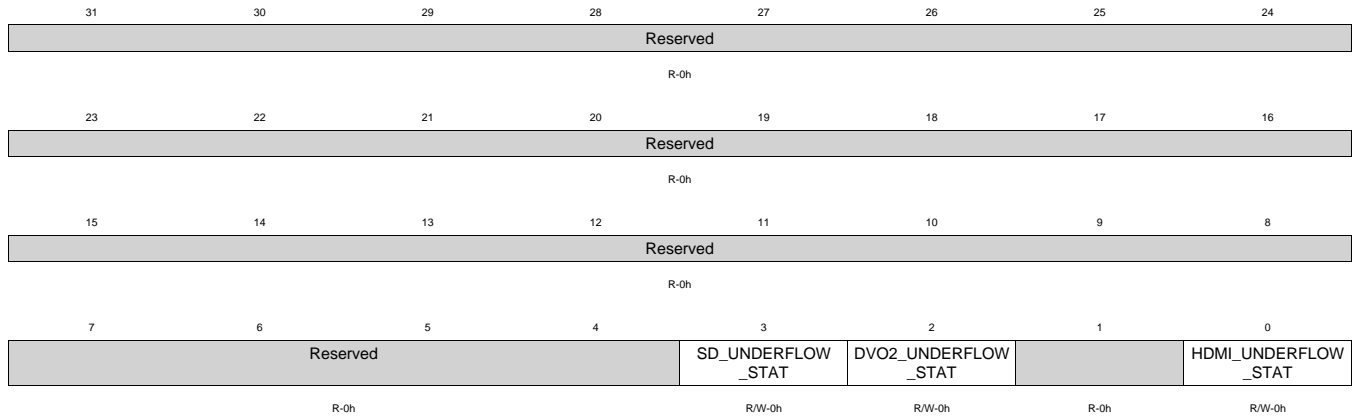 31 30 29 28 27 26 25 24
Reserved
R-0h
23 22 21 20 19 18 17 16
Reserved
R-0h
15 14 13 12 11 10 9 8
Reserved
R-0h
7 6 5 4 3 2 1 0
Reserved SD_UNDERFLOW DVO2_UNDERFLOW HDMI_UNDERFLOW
_STAT _STAT _STAT
R-0h R/W-0h R/W-0h R-0h R/W-0h